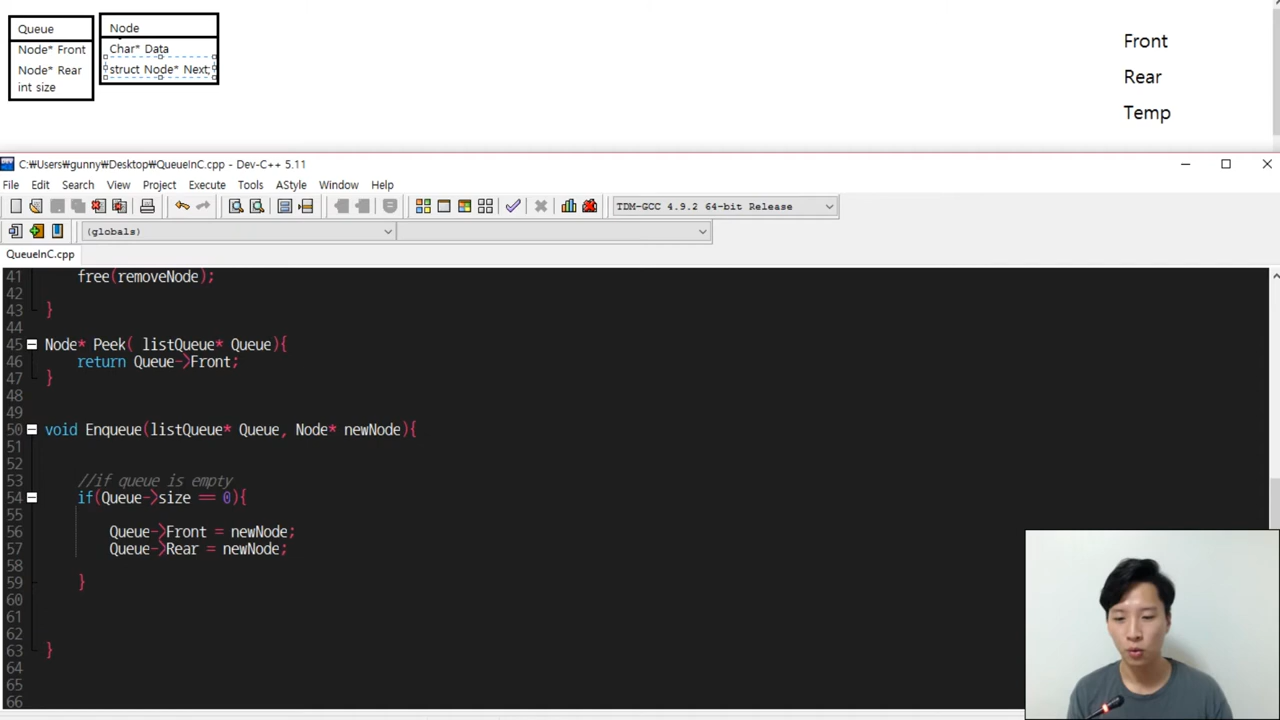 Queue
Node* Front
Node* Rear
int size
Node
Char* Data
struct Node* Next;
Front
Rear
Temp
C:₩Users₩gunny₩Desktop₩QueueInC.cpp - Dev-C++ 5.11
File Edit Search View Project Execute Tools AStyle Window Help
TDM-GCC 4.9.2 64-bit Release
(globals)
QueueInC.cpp
41 free(removeNode);
42
43 }
44
45 Node* Peek( listQueue* Queue){
46 return Queue->Front;
47 }
48
49
50 void Enqueue(listQueue* Queue, Node* newNode){
51
52
53 //if queue is empty
54 if(Queue->size == 0){
55
56 Queue->Front = newNode;
57 Queue->Rear = newNode;
58
59 }
60
61
62
63 }
64
65
66